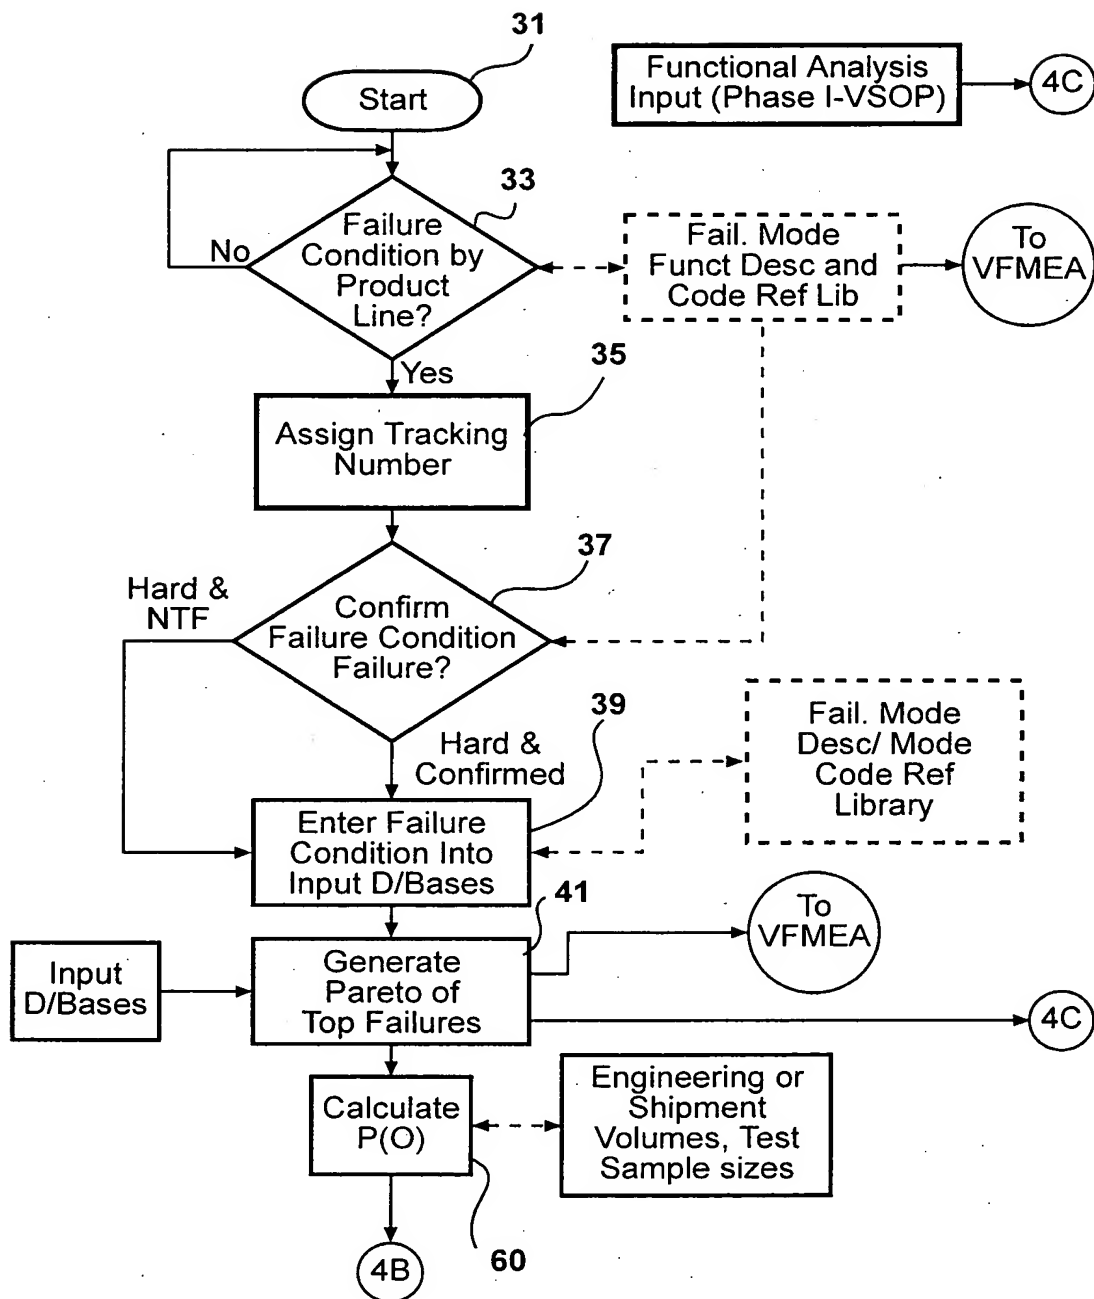 31
Start
Functional Analysis
Input (Phase I-VSOP)
4C
33
Failure
Condition by
Product
Line?
No
Fail. Mode
Funct Desc and
Code Ref Lib
To
VFMEA
Yes
35
Assign Tracking
Number
37
Hard &
NTF
Confirm
Failure Condition
Failure?
39
Hard &
Confirmed
Fail. Mode
Desc/ Mode
Code Ref
Library
Enter Failure
Condition Into
Input D/Bases
41
To
VFMEA
Input
D/Bases
Generate
Pareto of
Top Failures
4C
Calculate
P(O)
Engineering or
Shipment
Volumes, Test
Sample sizes
60
4B